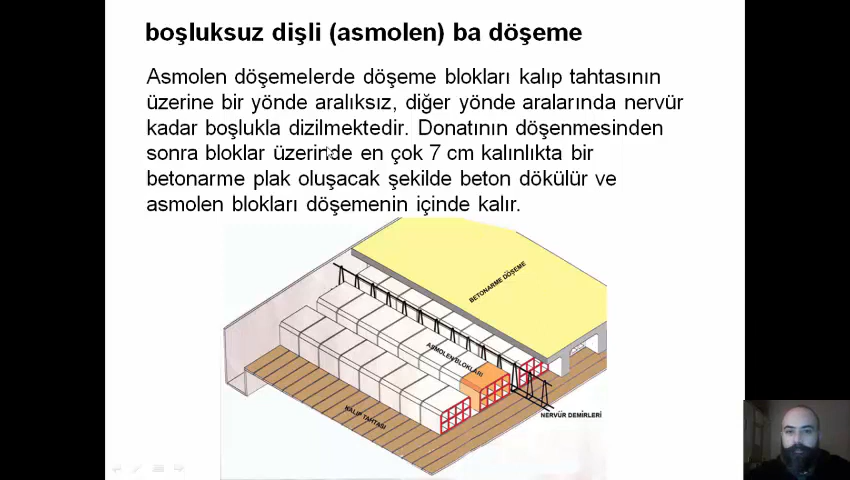 boşluksuz dişli (asmolen) ba döşeme
Asmolen döşemelerde döşeme blokları kalıp tahtasının
üzerine bir yönde aralıksız, diğer yönde aralarında nervür
kadar boşlukla dizilmektedir. Donatının döşenmesinden
sonra bloklar üzerinde en çok 7 cm kalınlıkta bir
betonarme plak oluşacak şekilde beton dökülür ve
asmolen blokları döşemenin içinde kalır.
BETONARME DÖŞEME
ASMOLEN BLOKLARI
KALIP TAHTASI
NERVÜR DEMİRLERİ